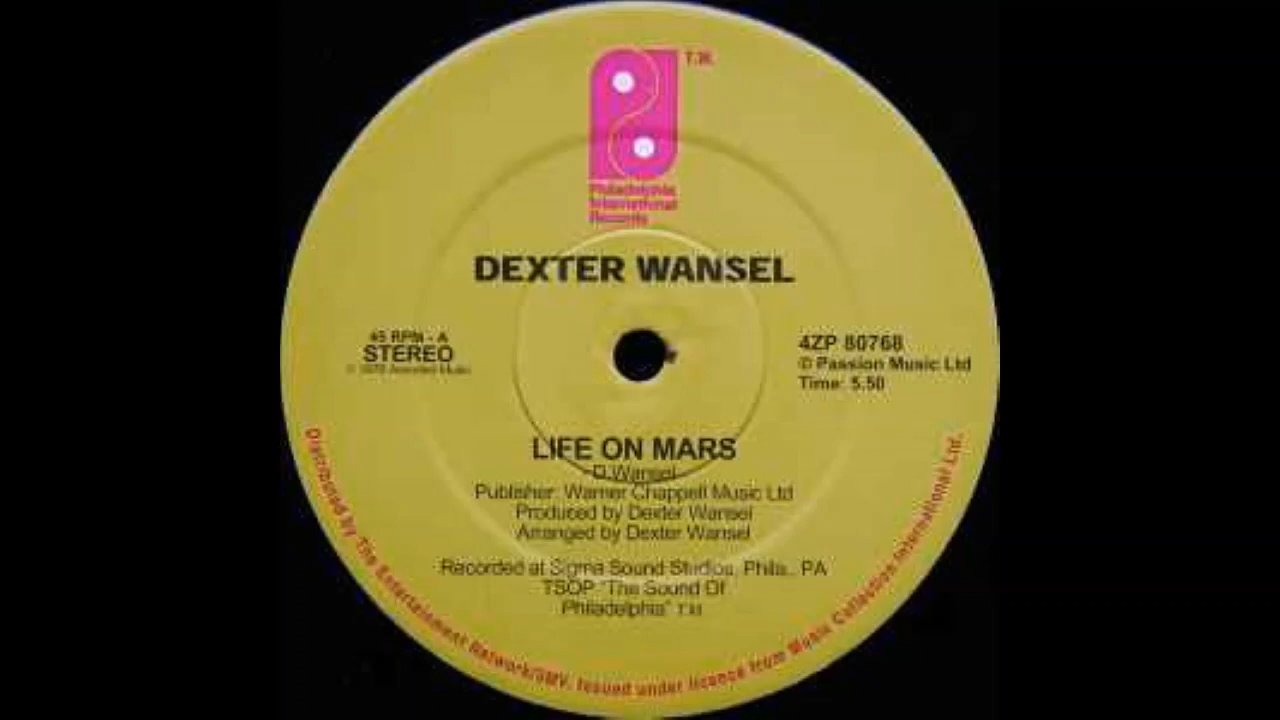 T.M.
Philadelphia
International
Records
DEXTER WANSEL
45 RPM - A
STEREO
4ZP 80768
© Passion Music Ltd
Time: 5.50
LIFE ON MARS
D.Wansel
Publisher: Warner Chappell Music Ltd
Produced by Dexter Wansel
Arranged by Dexter Wansel
Recorded at Sigma Sound Studios, Phila., PA
TSOP "The Sound Of
Philadelphia"
Distributed by The Entertainment Network/SMV. Issued under licence from Music Collection International Ltd.